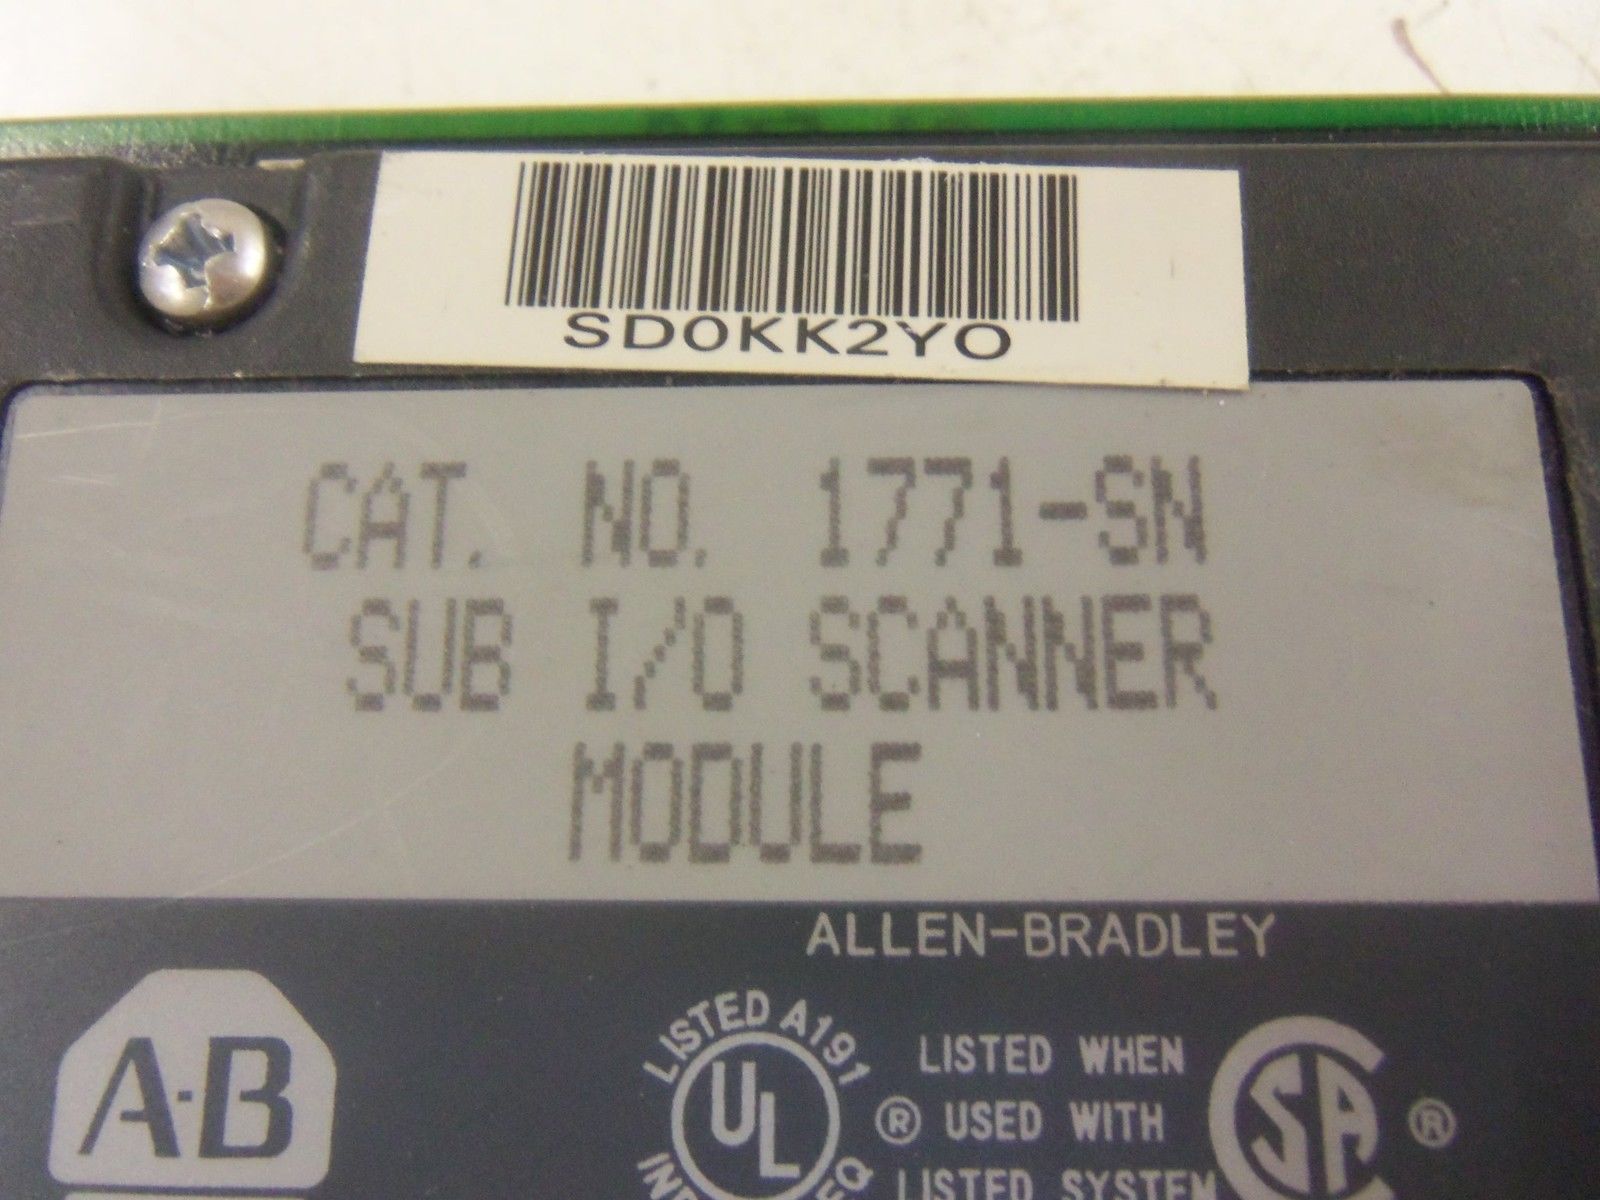 SD0KK2YO
CAT. NO. 1771-SN
SUB I/O SCANNER
MODULE
ALLEN-BRADLEY
A-B
LISTED A191
UL
LISTED WHEN
® USED WITH
LISTED SYSTEM
SA ®